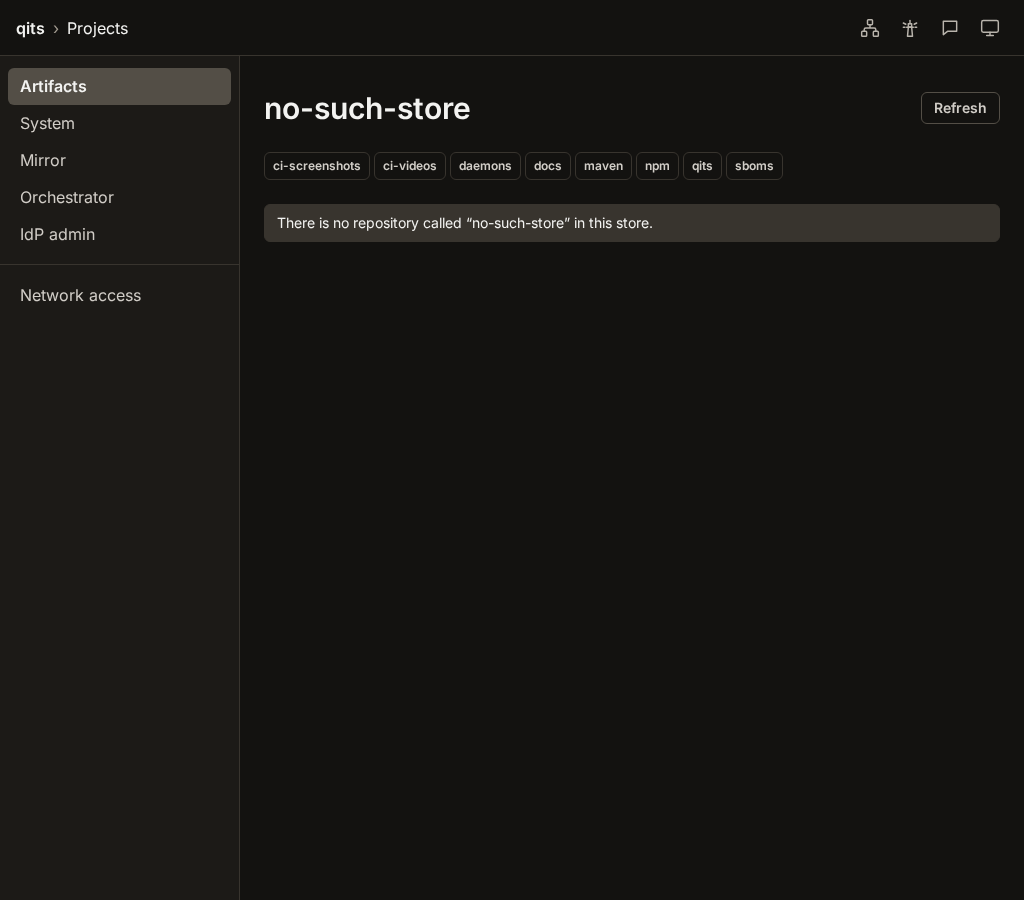 qits › Projects
Artifacts
System
Mirror
Orchestrator
IdP admin
Network access
no-such-store
Refresh
ci-screenshots ci-videos daemons docs maven npm qits sboms
There is no repository called “no-such-store” in this store.